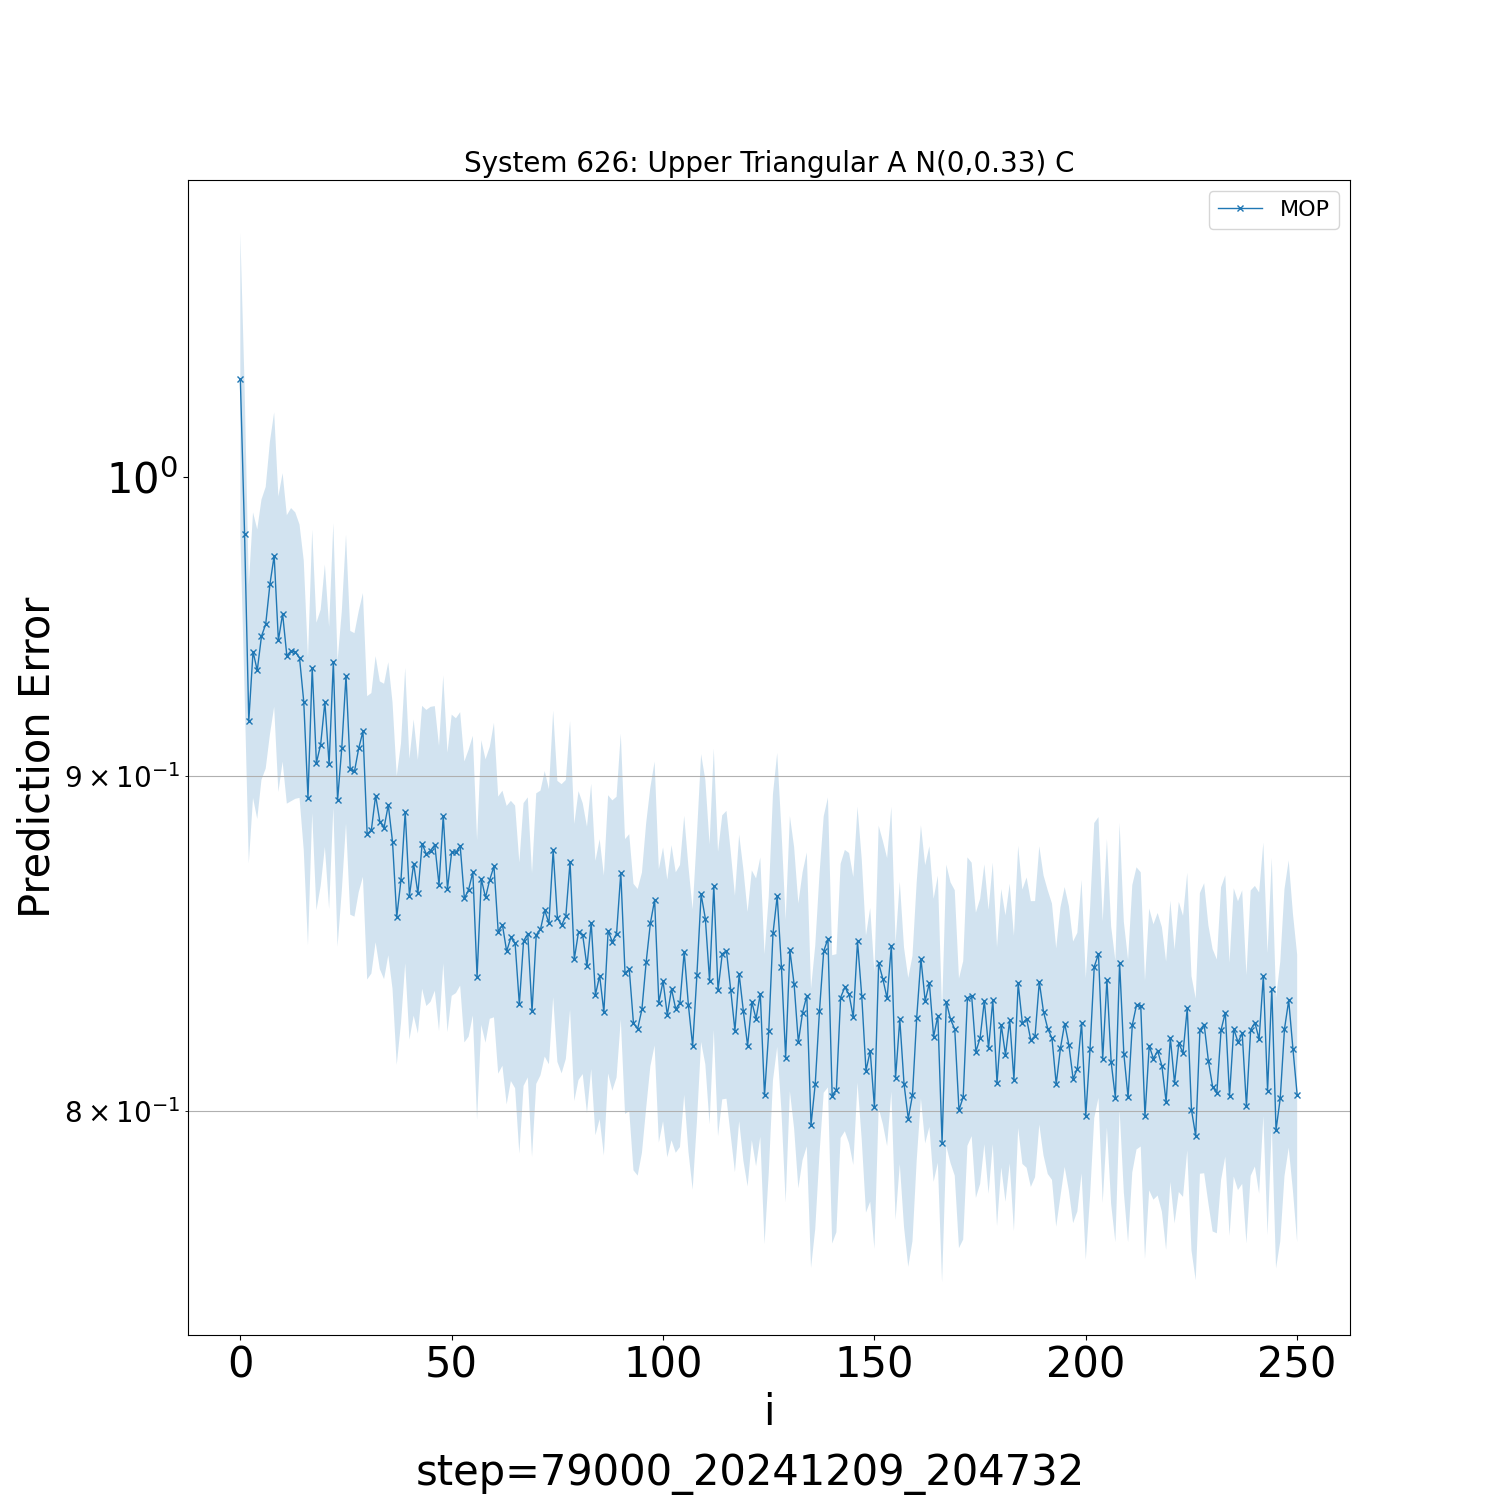 System 626: Upper Triangular A N(0,0.33) C
MOP
10⁰
9 × 10⁻¹
8 × 10⁻¹
Prediction Error
0 50 100 150 200 250
i
step=79000_20241209_204732